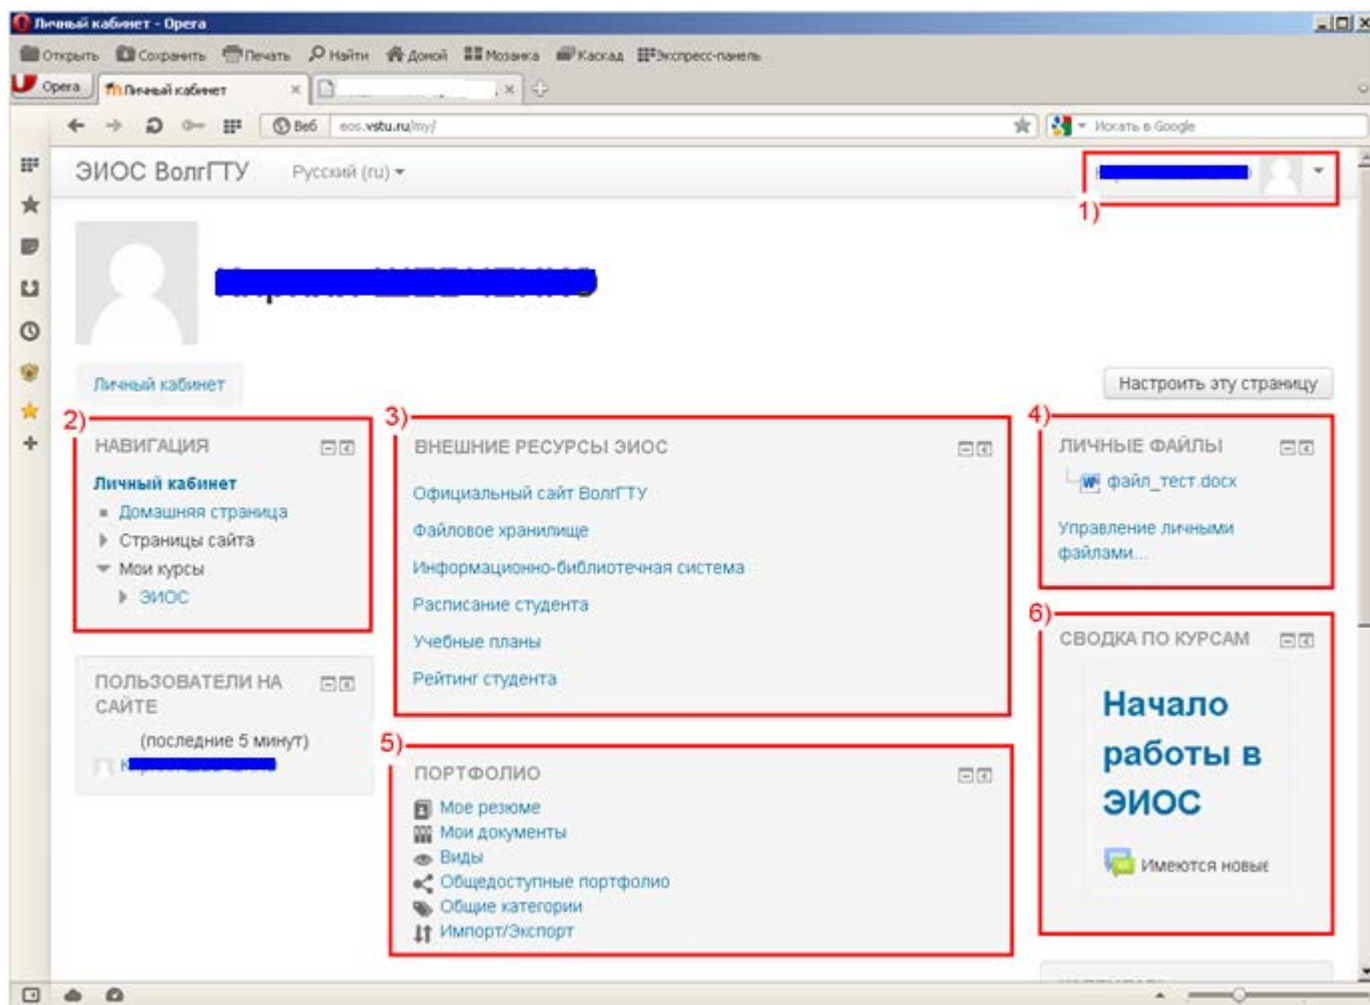 Личный кабинет - Opera
Открыть Сохранить Печать Найти Домой Мозаика Каскад Экспресс-панель
Opera Личный кабинет
Веб eos.vstu.ru/my/ Искать в Google
ЭИОС ВолгГТУ Русский (ru)
1)
Личный кабинет
Настроить эту страницу
2)
НАВИГАЦИЯ
Личный кабинет
Домашняя страница
Страницы сайта
Мои курсы
ЭИОС
ПОЛЬЗОВАТЕЛИ НА
САЙТЕ
(последние 5 минут)
3)
ВНЕШНИЕ РЕСУРСЫ ЭИОС
Официальный сайт ВолгГТУ
Файловое хранилище
Информационно-библиотечная система
Расписание студента
Учебные планы
Рейтинг студента
5)
ПОРТФОЛИО
Мое резюме
Мои документы
Виды
Общедоступные портфолио
Общие категории
Импорт/Экспорт
4)
ЛИЧНЫЕ ФАЙЛЫ
файл_тест.docx
Управление личными
файлами...
6)
СВОДКА ПО КУРСАМ
Начало
работы в
ЭИОС
Имеются новые